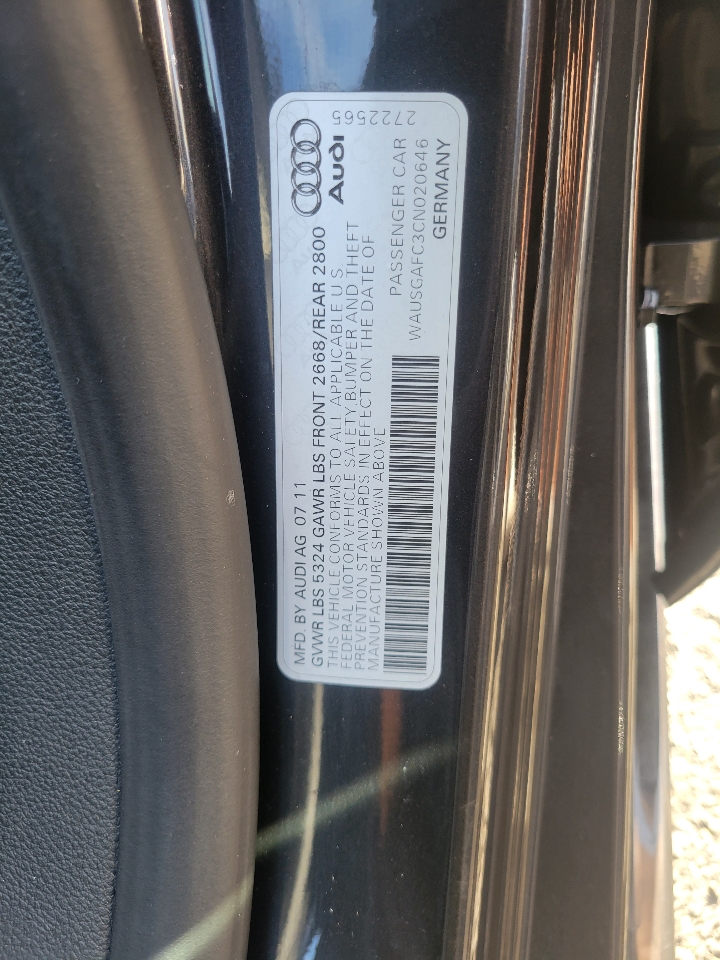 MFD. BY AUDI AG 07 11
GVWR LBS 5324 GAWR LBS FRONT 2668/REAR 2800
THIS VEHICLE CONFORMS TO ALL APPLICABLE U S
FEDERAL MOTOR VEHICLE SAFETY,BUMPER AND THEFT
PREVENTION STANDARDS IN EFFECT ON THE DATE OF
MANUFACTURE SHOWN ABOVE
PASSENGER CAR
WAUSGAFC3CN020646
GERMANY
Audi
2722565